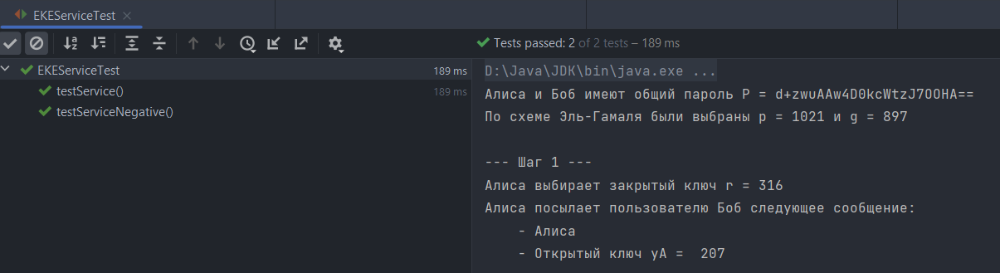 EKEServiceTest
Tests passed: 2 of 2 tests – 189 ms
EKEServiceTest 189 ms
testService() 189 ms
testServiceNegative()
D:\Java\JDK\bin\java.exe ...
Алиса и Боб имеют общий пароль P = d+zwuAAw4D0kcWtzJ7OOHA==
По схеме Эль-Гамаля были выбраны p = 1021 и g = 897
--- Шаг 1 ---
Алиса выбирает закрытый ключ r = 316
Алиса посылает пользователю Боб следующее сообщение:
- Алиса
- Открытый ключ yA =  207